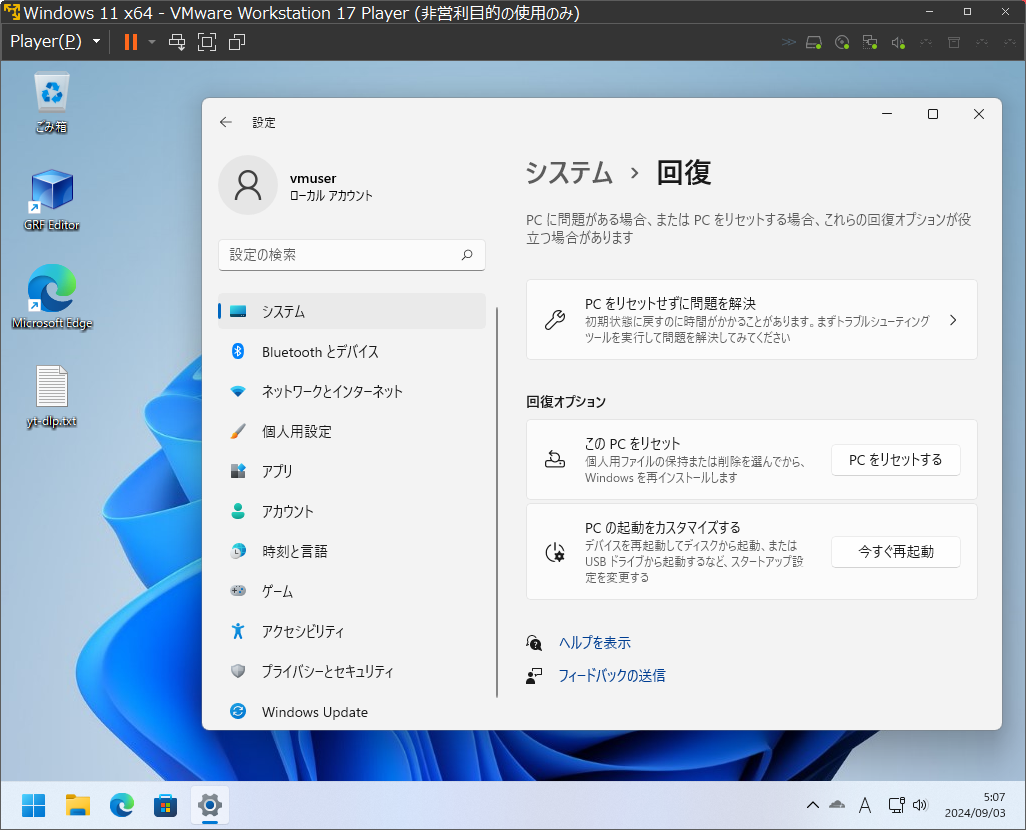 Windows 11 x64 - VMware Workstation 17 Player (非営利目的の使用のみ)
Player(P)
ごみ箱
GRF Editor
Microsoft Edge
yt-dlp.txt
設定
vmuser
ローカル アカウント
設定の検索
システム
Bluetooth とデバイス
ネットワークとインターネット
個人用設定
アプリ
アカウント
時刻と言語
ゲーム
アクセシビリティ
プライバシーとセキュリティ
Windows Update
システム › 回復
PC に問題がある場合、または PC をリセットする場合、これらの回復オプションが役
立つ場合があります
PC をリセットせずに問題を解決
初期状態に戻すのに時間がかかることがあります。まずトラブルシューティング
ツールを実行して問題を解決してみてください
回復オプション
この PC をリセット
個人用ファイルの保持または削除を選んでから、
Windows を再インストールします
PC をリセットする
PC の起動をカスタマイズする
デバイスを再起動してディスクから起動、または
USB ドライブから起動するなど、スタートアップ設
定を変更する
今すぐ再起動
ヘルプを表示
フィードバックの送信
A
5:07
2024/09/03